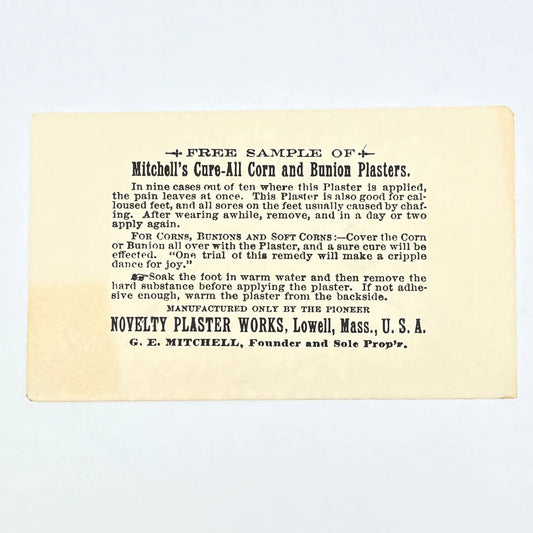 FREE SAMPLE OF
Mitchell's Cure-All Corn and Bunion Plasters.
In nine cases out of ten where this Plaster is applied,
the pain leaves at once. This Plaster is also good for cal-
loused feet, and all sores on the feet usually caused by chaf-
ing. After wearing awhile, remove, and in a day or two
apply again.
FOR CORNS, BUNIONS AND SOFT CORNS:—Cover the Corn
or Bunion all over with the Plaster, and a sure cure will be
effected. "One trial of this remedy will make a cripple
dance for joy."
☛Soak the foot in warm water and then remove the
hard substance before applying the plaster. If not adhe-
sive enough, warm the plaster from the backside.
MANUFACTURED ONLY BY THE PIONEER
NOVELTY PLASTER WORKS, Lowell, Mass., U. S. A.
G. E. MITCHELL, Founder and Sole Prop'r.